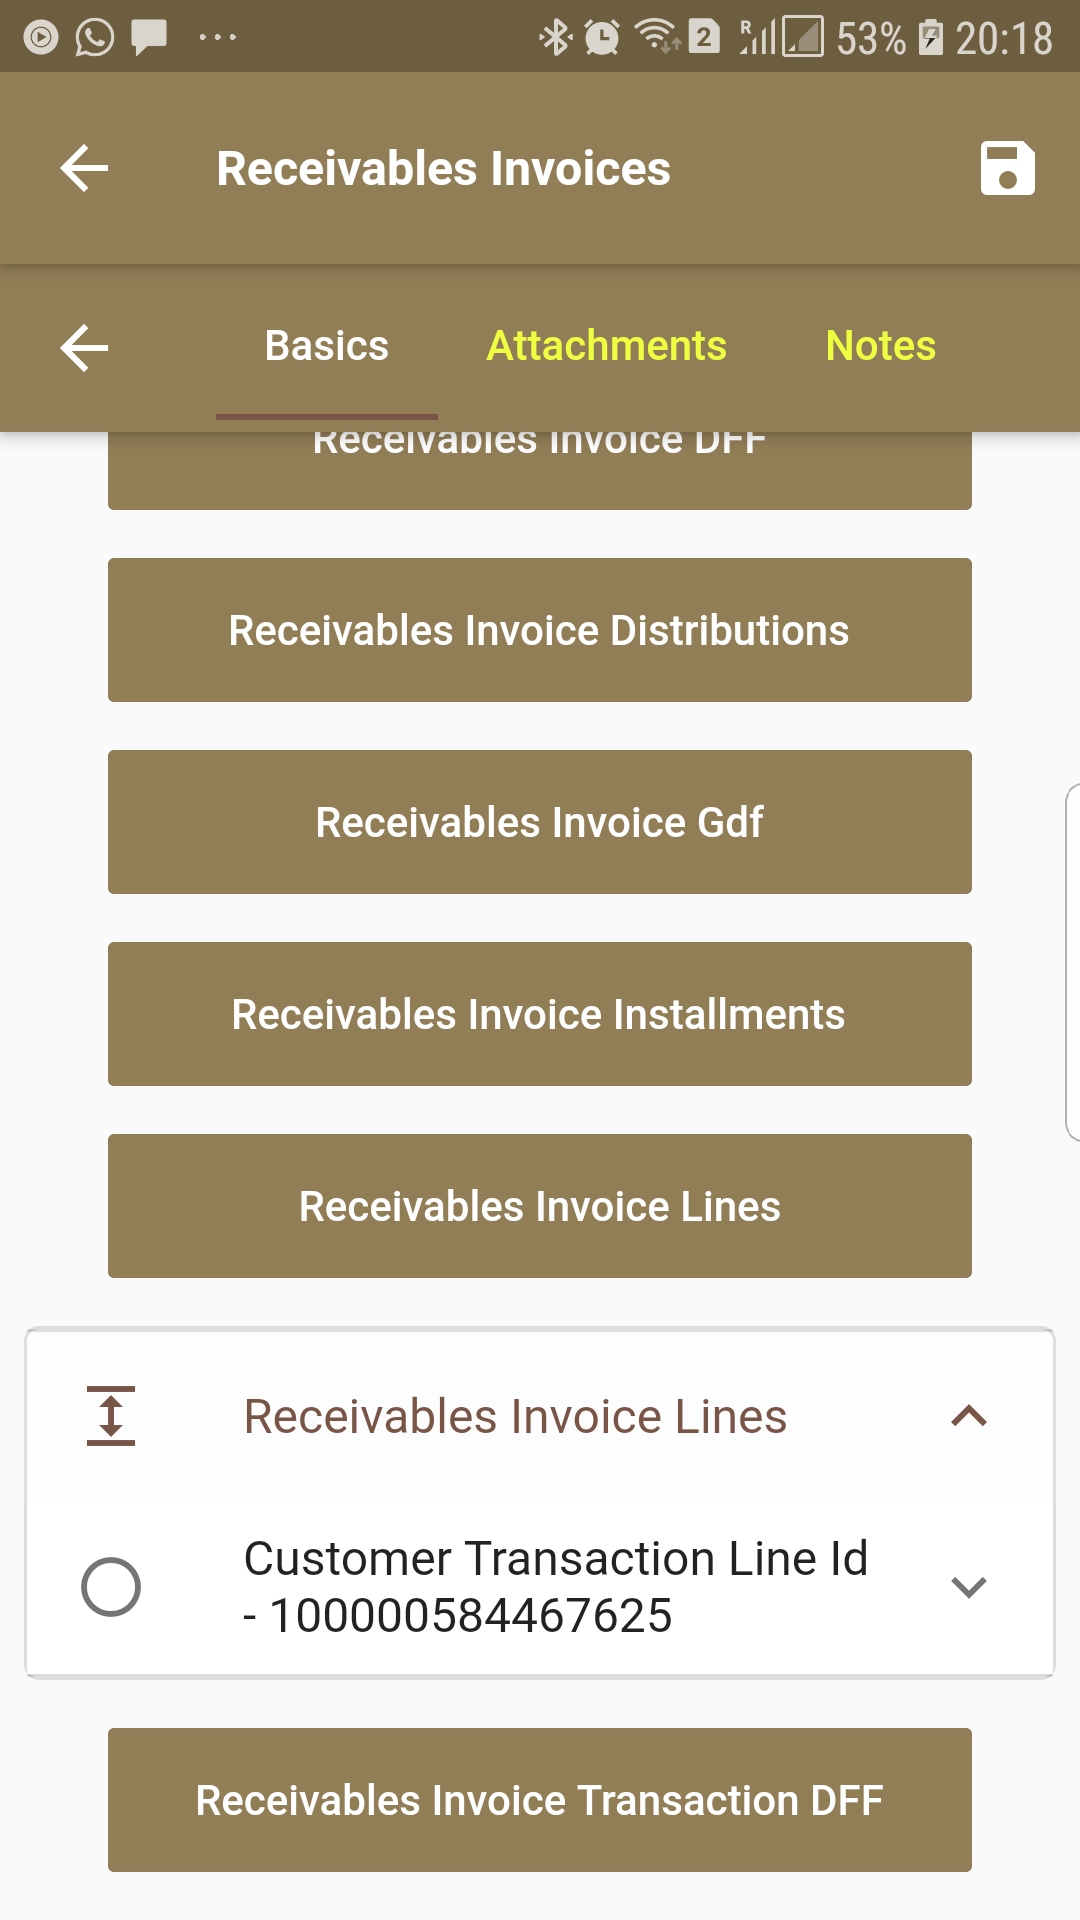 2 R 53% 20:18
Receivables Invoices
Basics Attachments Notes
Receivables Invoice DFF
Receivables Invoice Distributions
Receivables Invoice Gdf
Receivables Invoice Installments
Receivables Invoice Lines
Receivables Invoice Lines
Customer Transaction Line Id
- 100000584467625
Receivables Invoice Transaction DFF